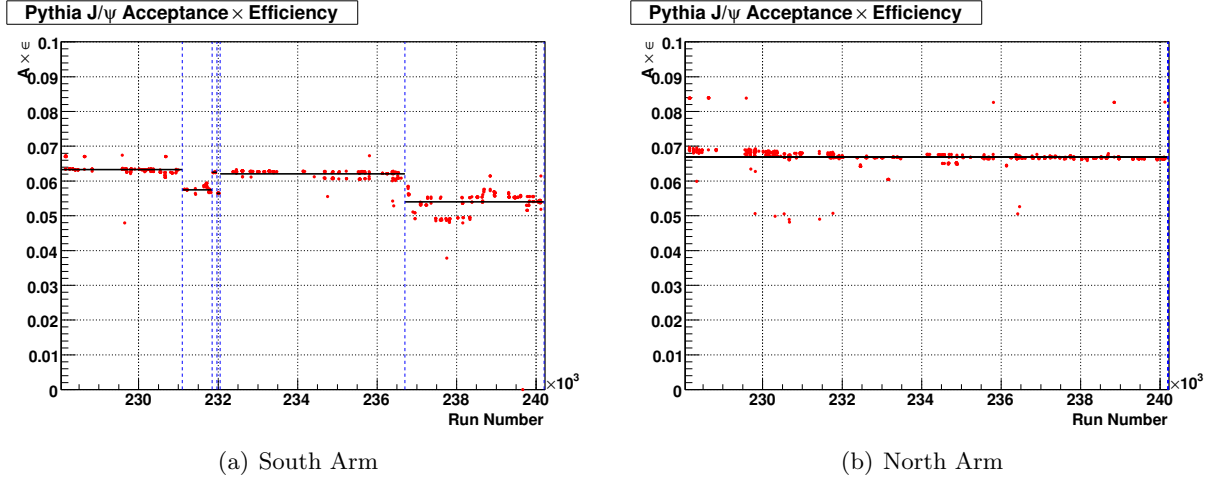 Pythia J/ψ Acceptance × Efficiency
A × ∈
0.1
0.09
0.08
0.07
0.06
0.05
0.04
0.03
0.02
0.01
0
230 232 234 236 238 240
×10³
Run Number
(a) South Arm
Pythia J/ψ Acceptance × Efficiency
A × ∈
0.1
0.09
0.08
0.07
0.06
0.05
0.04
0.03
0.02
0.01
0
230 232 234 236 238 240
×10³
Run Number
(b) North Arm